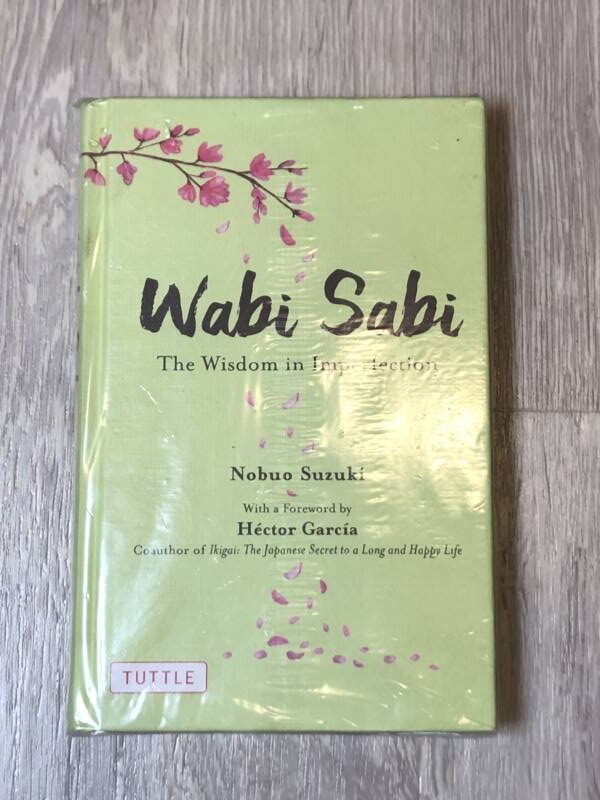 Wabi Sabi
The Wisdom in Imperfection
Nobuo Suzuki
With a Foreword by
Héctor García
Coauthor of Ikigai: The Japanese Secret to a Long and Happy Life
TUTTLE